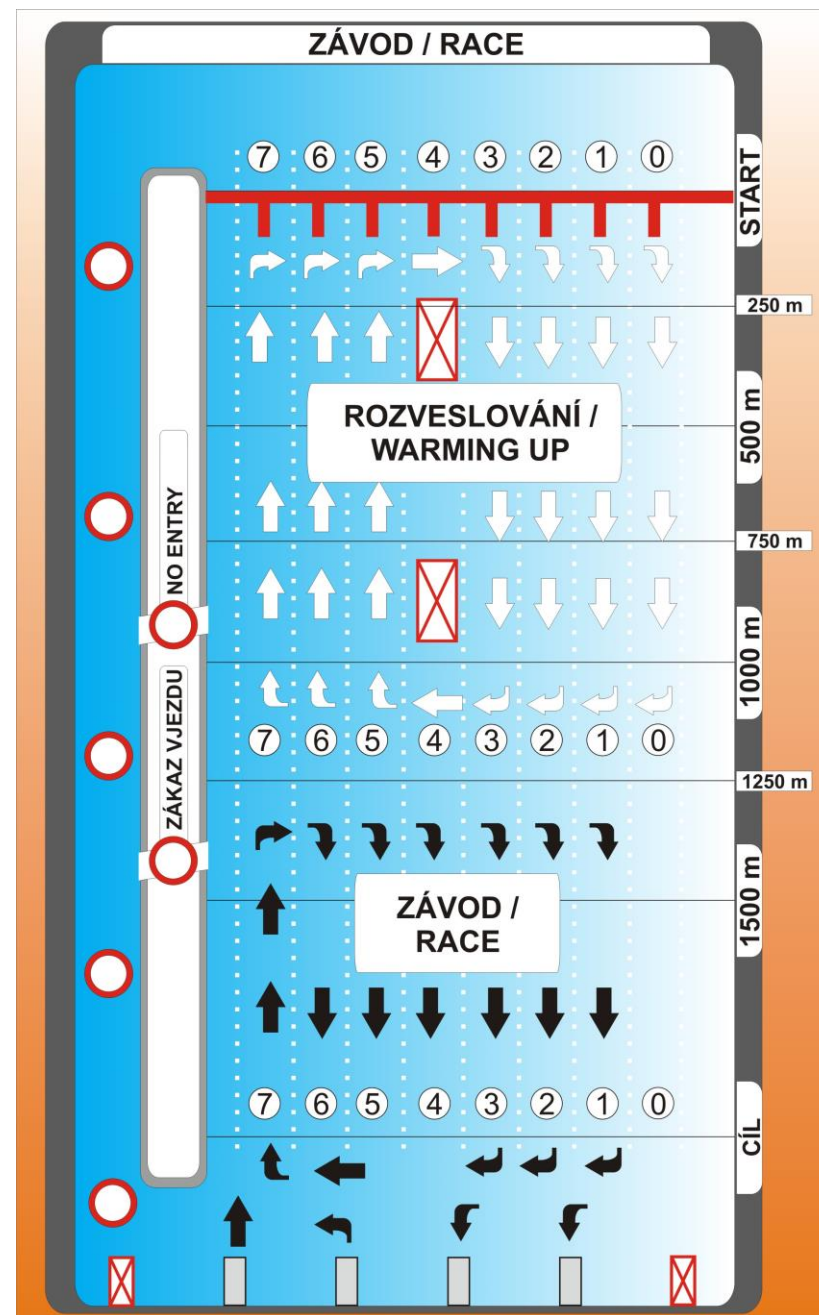 ZÁVOD / RACE
7 6 5 4 3 2 1 0
START
250 m
ROZVESLOVÁNÍ /
WARMING UP
500 m
NO ENTRY
750 m
1000 m
ZÁKAZ VJEZDU
7 6 5 4 3 2 1 0
1250 m
ZÁVOD /
RACE
1500 m
7 6 5 4 3 2 1 0
CÍL